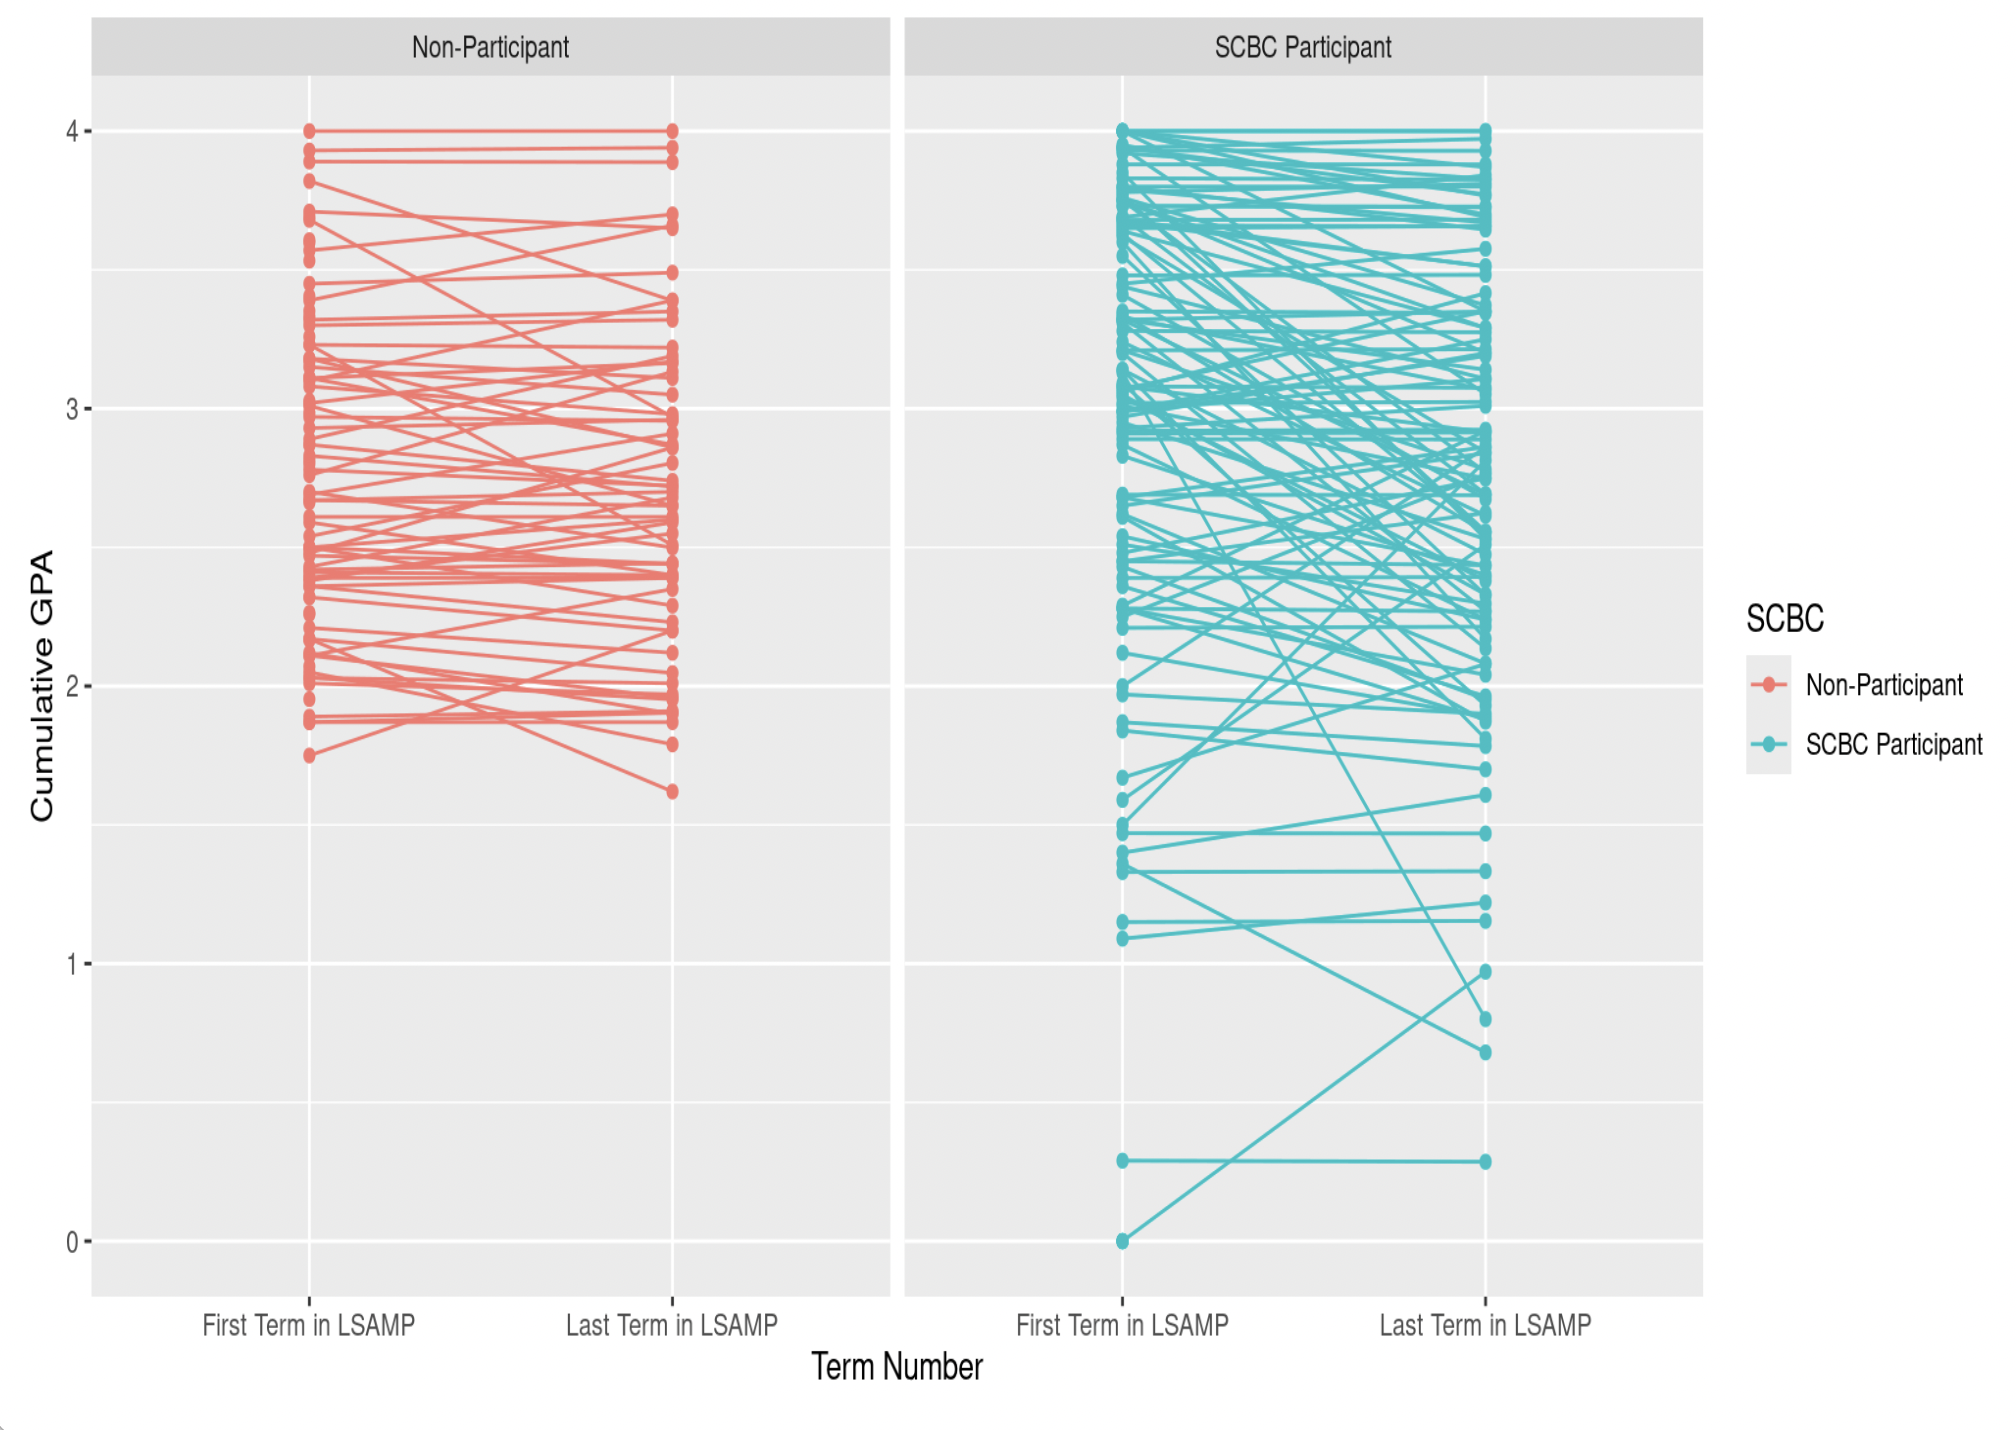 Non-Participant
SCBC Participant
Cumulative GPA
4
3
2
1
0
First Term in LSAMP
Last Term in LSAMP
First Term in LSAMP
Last Term in LSAMP
Term Number
SCBC
Non-Participant
SCBC Participant